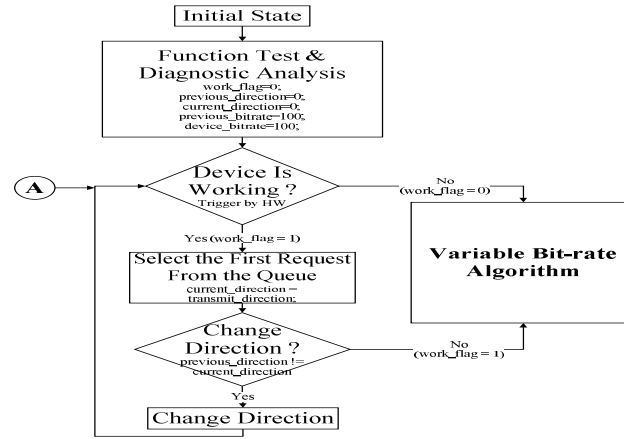 Initial State
Function Test &
Diagnostic Analysis
work_flag=0;
previous_direction=0;
current_direction=0;
previous_bitrate=100;
device_bitrate=100;
A
Device Is
Working ?
Trigger by HW
No
(work_flag = 0)
Yes (work_flag = 1)
Select the First Request
From the Queue
current_direction =
transmit_direction;
Variable Bit-rate
Algorithm
Change
Direction ?
previous_direction !=
current_direction
No
(work_flag = 1)
Yes
Change Direction